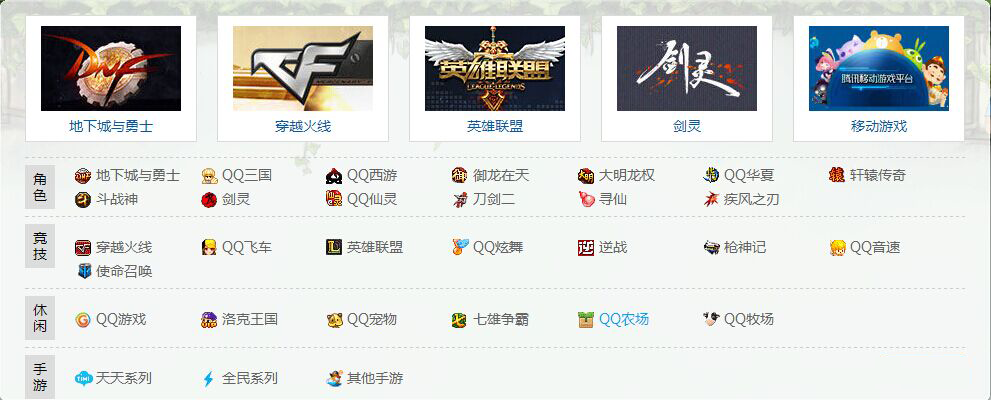 DNF
CF
MERCENARY
英雄联盟
LEAGUE of LEGENDS
剑灵
腾讯移动游戏平台
地下城与勇士 穿越火线 英雄联盟 剑灵 移动游戏
角色
地下城与勇士 QQ三国 QQ西游 御龙在天 大明龙权 QQ华夏 轩辕传奇
斗战神 剑灵 QQ仙灵 刀剑二 寻仙 疾风之刃
竞技
穿越火线 QQ飞车 英雄联盟 QQ炫舞 逆战 枪神记 QQ音速
使命召唤
休闲
QQ游戏 洛克王国 QQ宠物 七雄争霸 QQ农场 QQ牧场
手游
天天系列 全民系列 其他手游